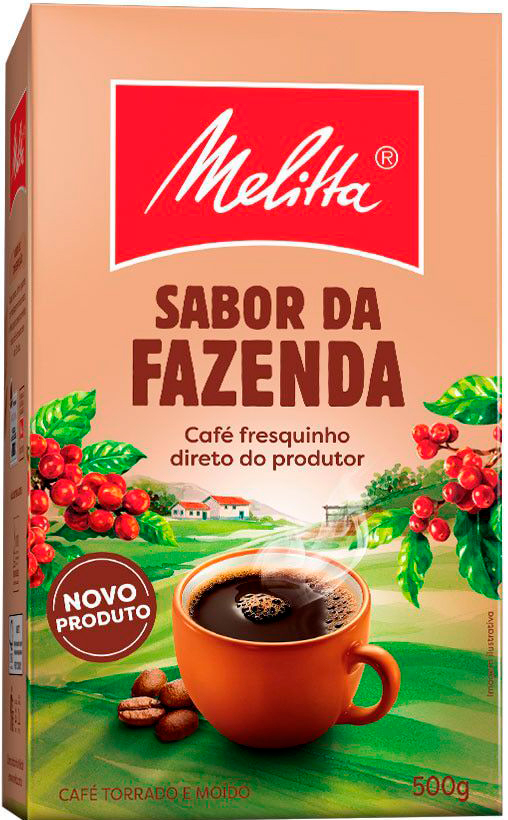 Melitta®
SABOR DA
FAZENDA
Café fresquinho
direto do produtor
NOVO
PRODUTO
Imagem ilustrativa
CAFÉ TORRADO E MOÍDO
500g